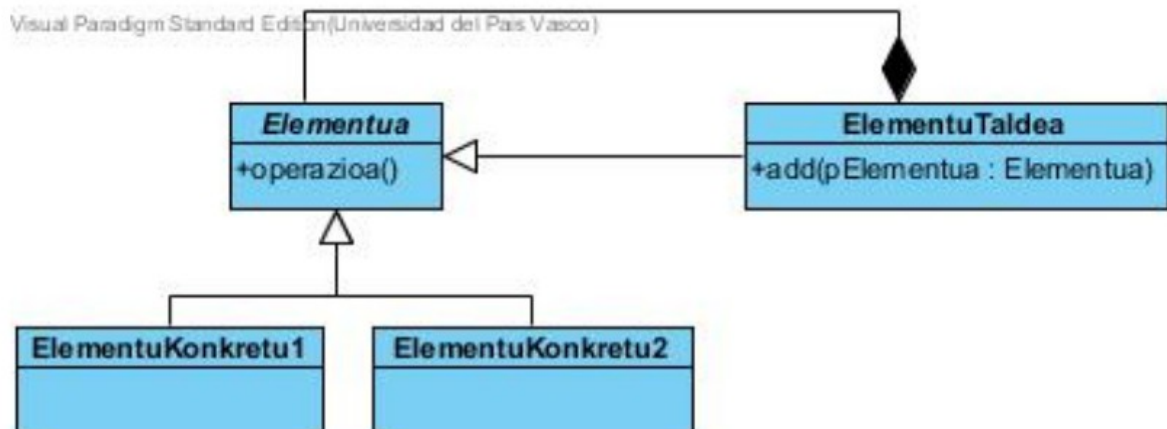 Visual Paradigm Standard Edition(Universidad del Pais Vasco)
Elementua
+operazioa()
ElementuTaldea
+add(pElementua : Elementua)
ElementuKonkretu1
ElementuKonkretu2